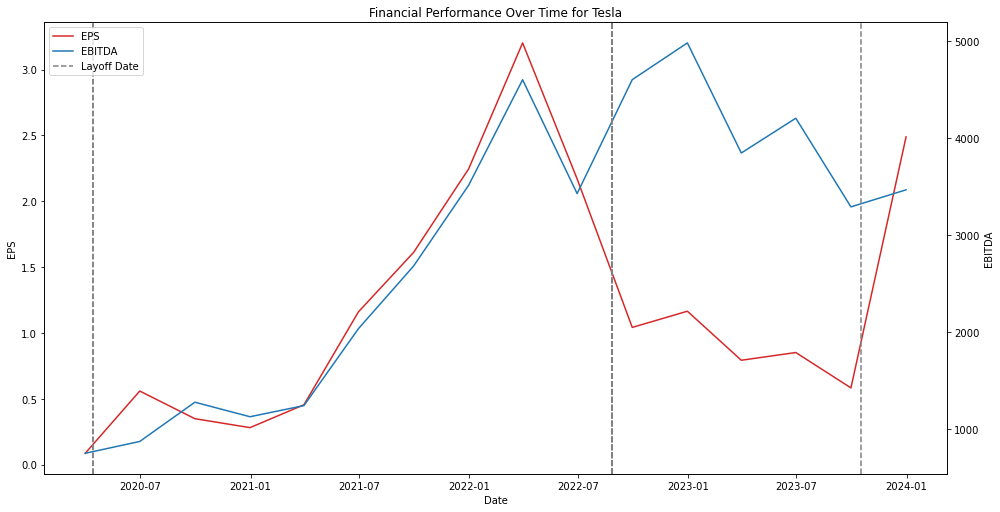 Financial Performance Over Time for Tesla
EPS
EBITDA
Layoff Date
3.0
2.5
2.0
1.5
1.0
0.5
0.0
EPS
5000
4000
3000
2000
1000
EBITDA
2020-07
2021-01
2021-07
2022-01
2022-07
2023-01
2023-07
2024-01
Date